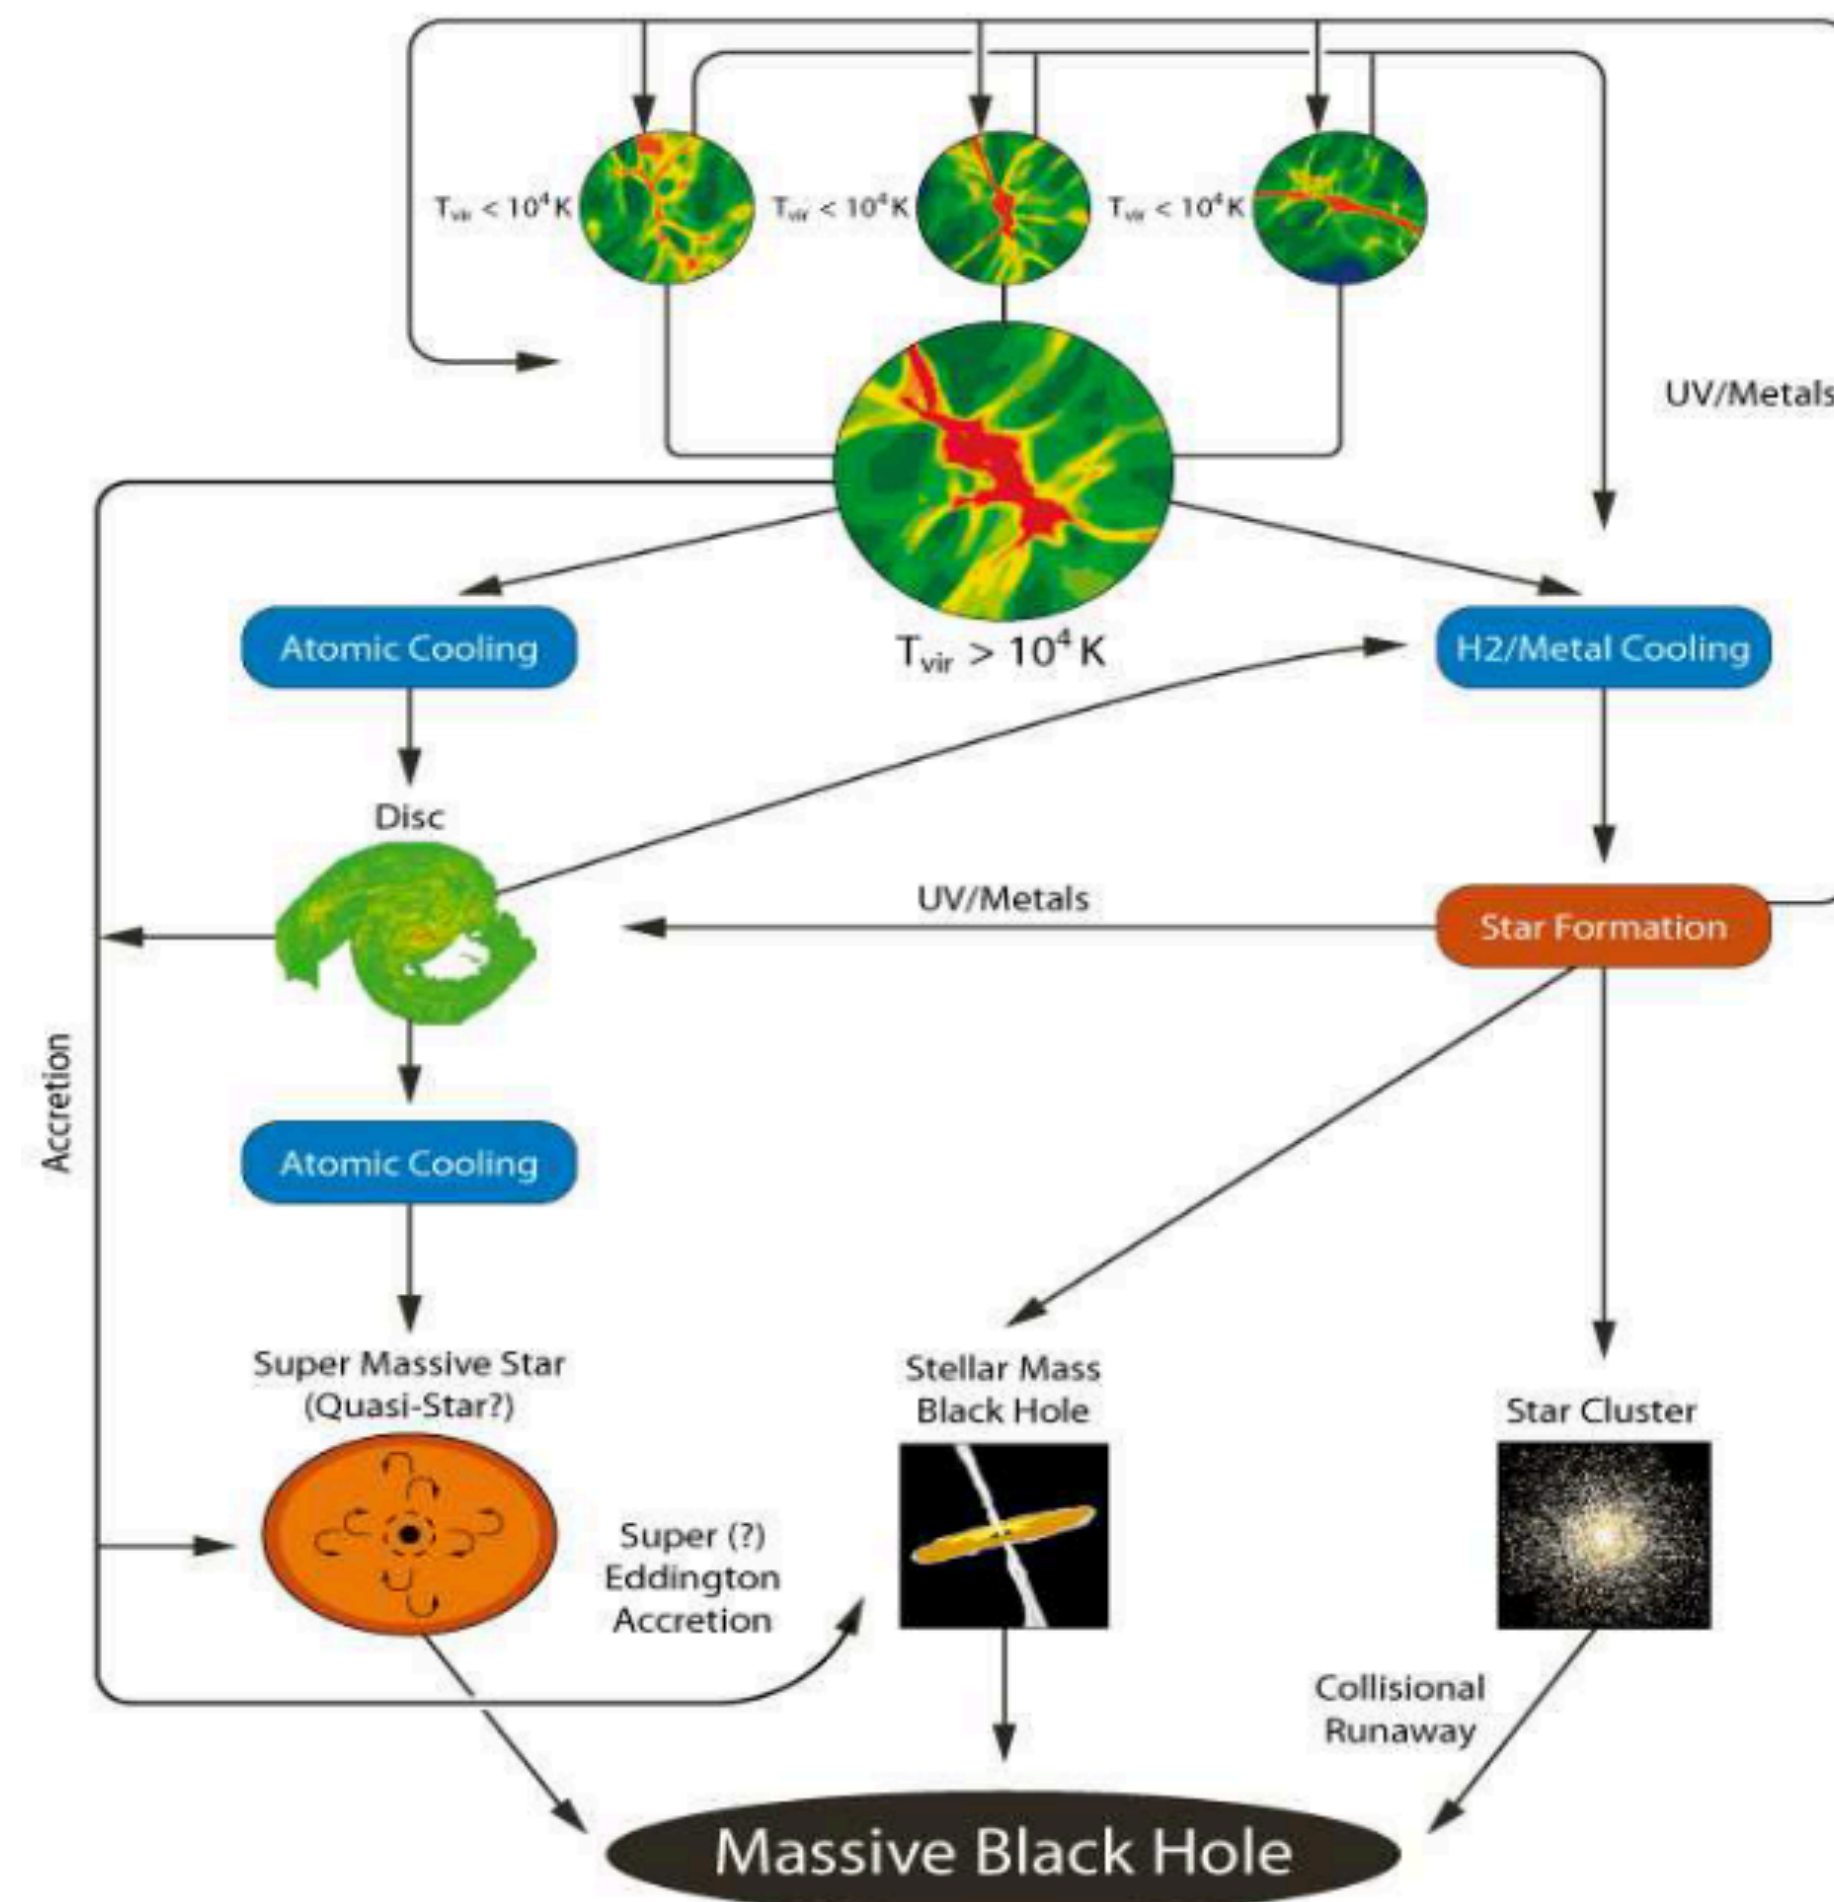 T_vir < 10^4 K
T_vir < 10^4 K
T_vir < 10^4 K
UV/Metals
T_vir > 10^4 K
Atomic Cooling
H2/Metal Cooling
Disc
UV/Metals
Star Formation
Accretion
Atomic Cooling
Super Massive Star
(Quasi-Star?)
Stellar Mass
Black Hole
Star Cluster
Super (?)
Eddington
Accretion
Collisional
Runaway
Massive Black Hole